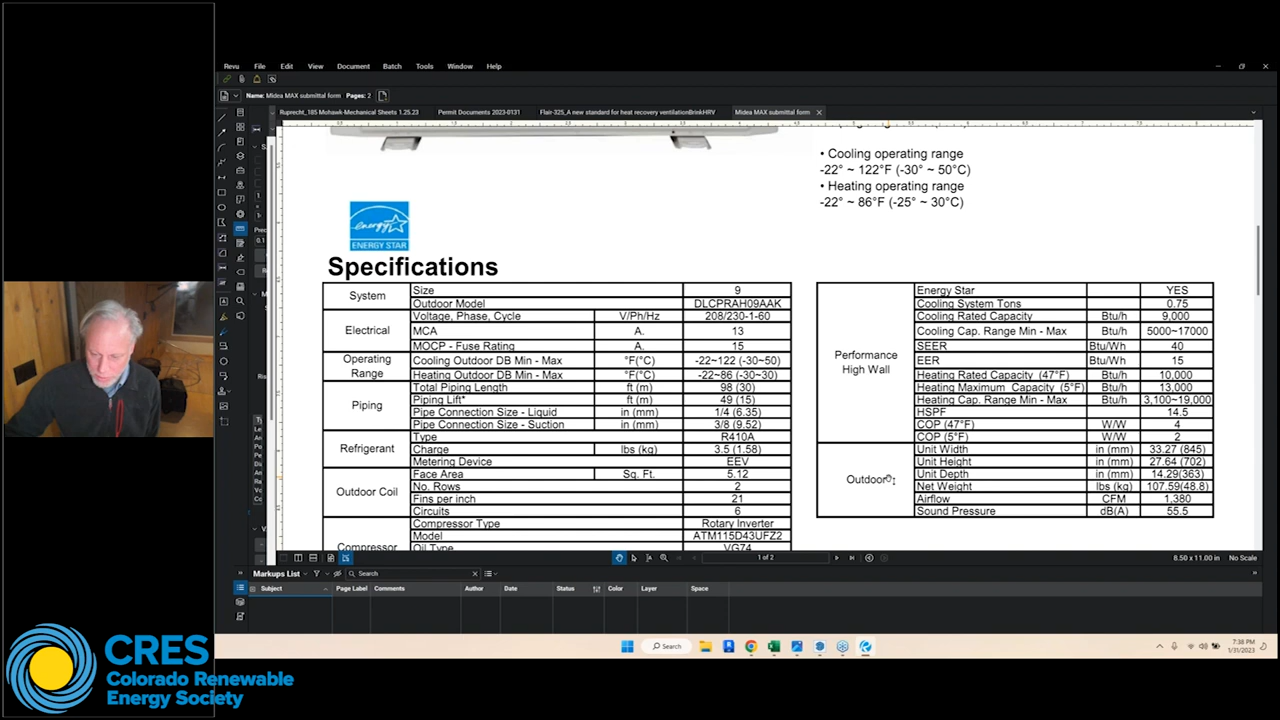 Revu File Edit View Document Batch Tools Window Help
Name: Midea MAX submittal form Pages: 2
Ruprecht_185 Mohawk-Mechanical Sheets 1.25.23 Permit Documents 2023-0131 Flair-325_A new standard for heat recovery ventilationBrinkHRV Midea MAX submittal form
• Cooling operating range
-22° ~ 122°F (-30° ~ 50°C)
• Heating operating range
-22° ~ 86°F (-25° ~ 30°C)
energy
ENERGY STAR
Specifications
System
Size 9
Outdoor Model DLCPRAH09AAK
Electrical
Voltage, Phase, Cycle V/Ph/Hz 208/230-1-60
MCA A. 13
MOCP - Fuse Rating A. 15
Operating Range
Cooling Outdoor DB Min - Max °F(°C) -22~122 (-30~50)
Heating Outdoor DB Min - Max °F(°C) -22~86 (-30~30)
Piping
Total Piping Length ft (m) 98 (30)
Piping Lift* ft (m) 49 (15)
Pipe Connection Size - Liquid in (mm) 1/4 (6.35)
Pipe Connection Size - Suction in (mm) 3/8 (9.52)
Refrigerant
Type R410A
Charge lbs (kg) 3.5 (1.58)
Metering Device EEV
Outdoor Coil
Face Area Sq. Ft. 5.12
No. Rows 2
Fins per inch 21
Circuits 6
Compressor
Compressor Type Rotary Inverter
Model ATM115D43UFZ2
Oil Type VG74
Performance High Wall
Energy Star YES
Cooling System Tons 0.75
Cooling Rated Capacity Btu/h 9,000
Cooling Cap. Range Min - Max Btu/h 5000~17000
SEER Btu/Wh 40
EER Btu/Wh 15
Heating Rated Capacity (47°F) Btu/h 10,000
Heating Maximum Capacity (5°F) Btu/h 13,000
Heating Cap. Range Min - Max Btu/h 3,100~19,000
HSPF 14.5
COP (47°F) W/W 4
COP (5°F) W/W 2
Outdoor
Unit Width in (mm) 33.27 (845)
Unit Height in (mm) 27.64 (702)
Unit Depth in (mm) 14.29(363)
Net Weight lbs (kg) 107.59(48.8)
Airflow CFM 1,380
Sound Pressure dB(A) 55.5
1 of 2
8.50 x 11.00 in No Scale
Markups List Search
Subject Page Label Comments Author Date Status Color Layer Space
Search
7:38 PM
1/31/2023
CRES
Colorado Renewable
Energy Society